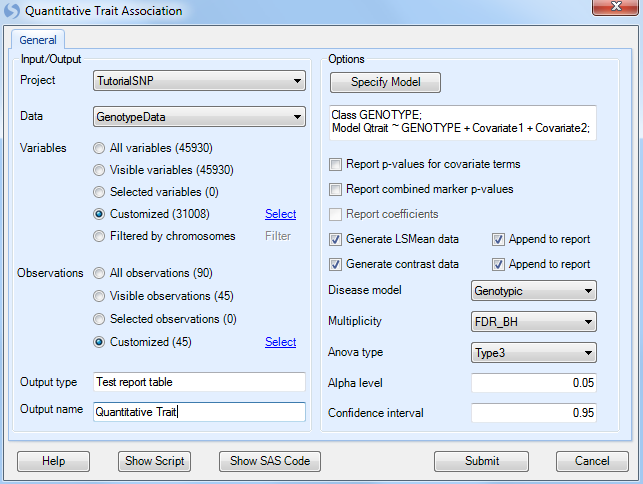 Quantitative Trait Association
General
Input/Output
Project
TutorialSNP
Data
GenotypeData
Variables
All variables (45930)
Visible variables (45930)
Selected variables (0)
Customized (31008)
Select
Filtered by chromosomes
Filter
Observations
All observations (90)
Visible observations (45)
Selected observations (0)
Customized (45)
Select
Output type
Test report table
Output name
Quantitative Trait
Options
Specify Model
Class GENOTYPE;
Model Qtrait ~ GENOTYPE + Covariate1 + Covariate2;
Report p-values for covariate terms
Report combined marker p-values
Report coefficients
Generate LSMean data
Append to report
Generate contrast data
Append to report
Disease model
Genotypic
Multiplicity
FDR_BH
Anova type
Type3
Alpha level
0.05
Confidence interval
0.95
Help
Show Script
Show SAS Code
Submit
Cancel